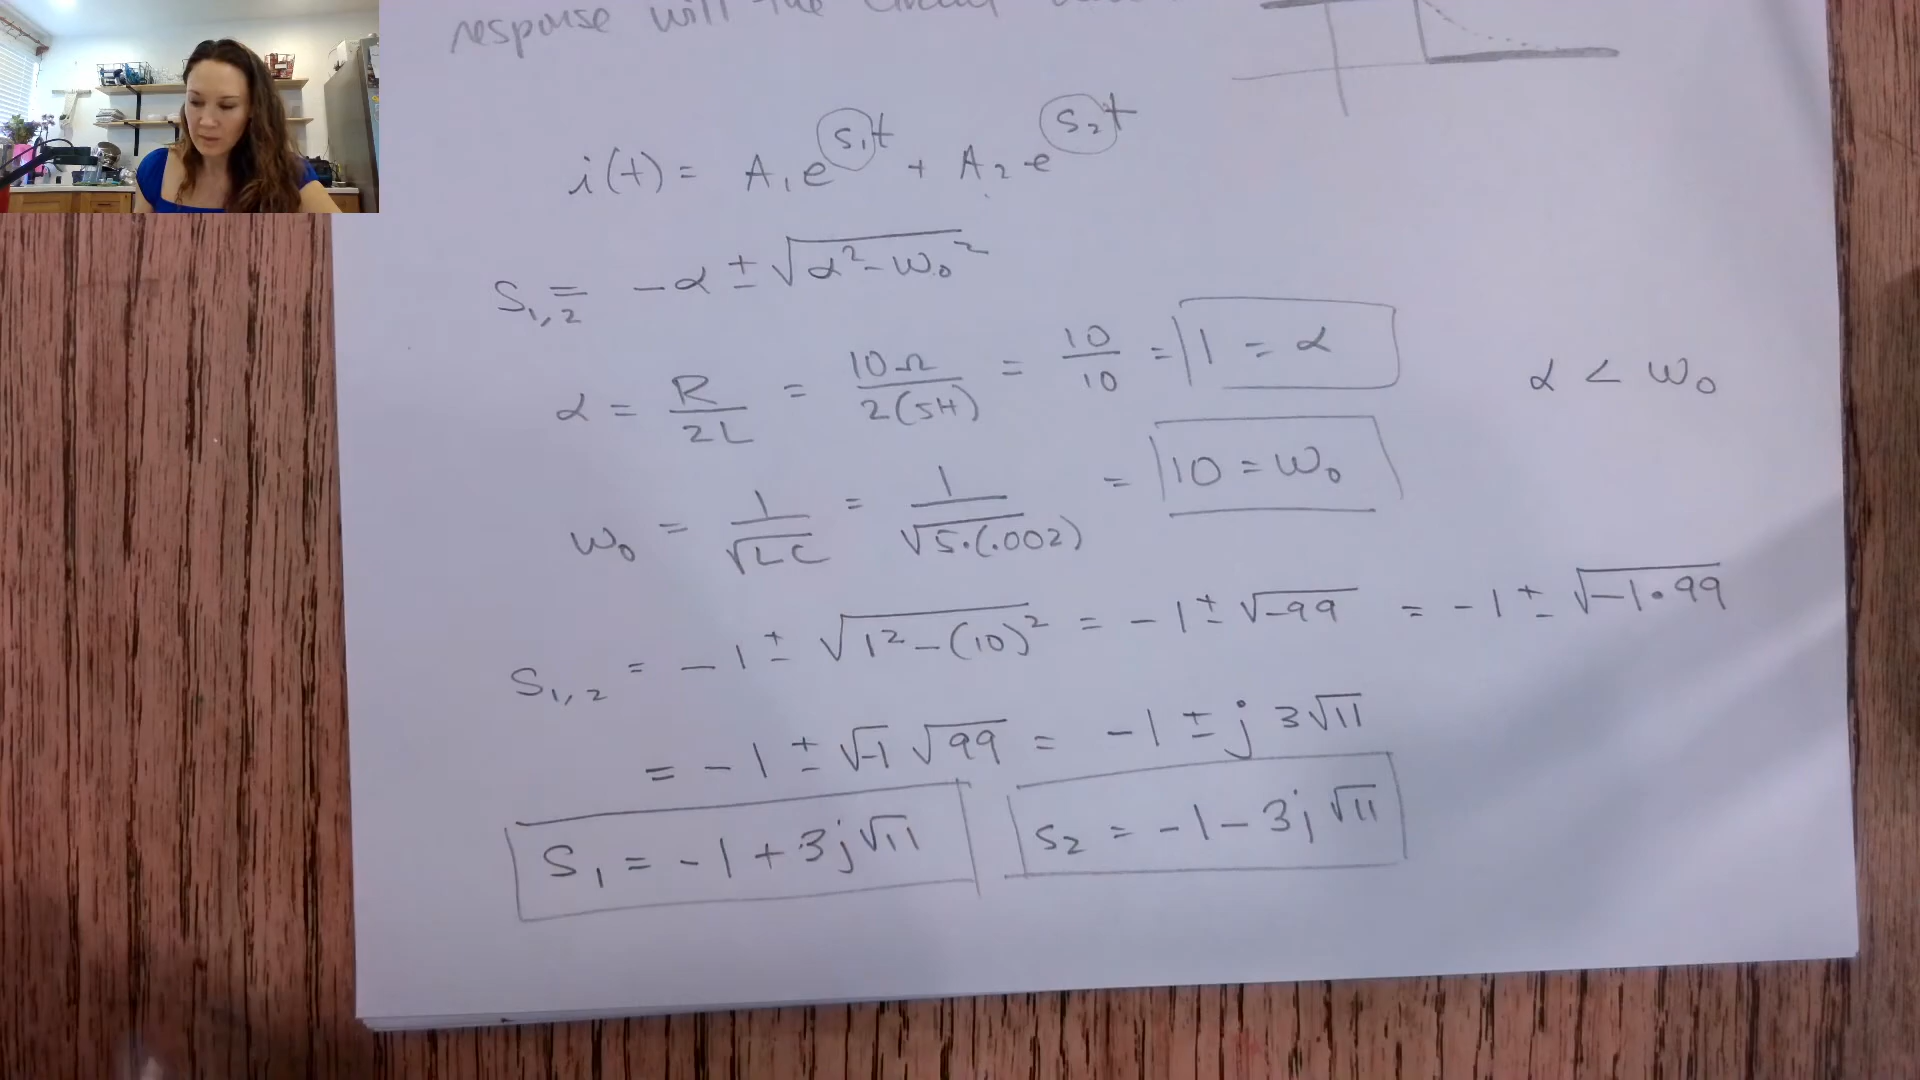 response will the
i(t) = A₁e^(s₁t) + A₂e^(s₂t)
S₁,₂ = -α ± √(α² - ω₀²)
α = R/2L = 10Ω/2(5H) = 10/10 = 1 = α
α < ω₀
ω₀ = 1/√LC = 1/√5·(.002) = 10 = ω₀
S₁,₂ = -1 ± √(1² - (10)²) = -1 ± √-99 = -1 ± √(-1·99)
= -1 ± √-1 √99 = -1 ± j 3√11
S₁ = -1 + 3j√11
S₂ = -1 - 3j√11